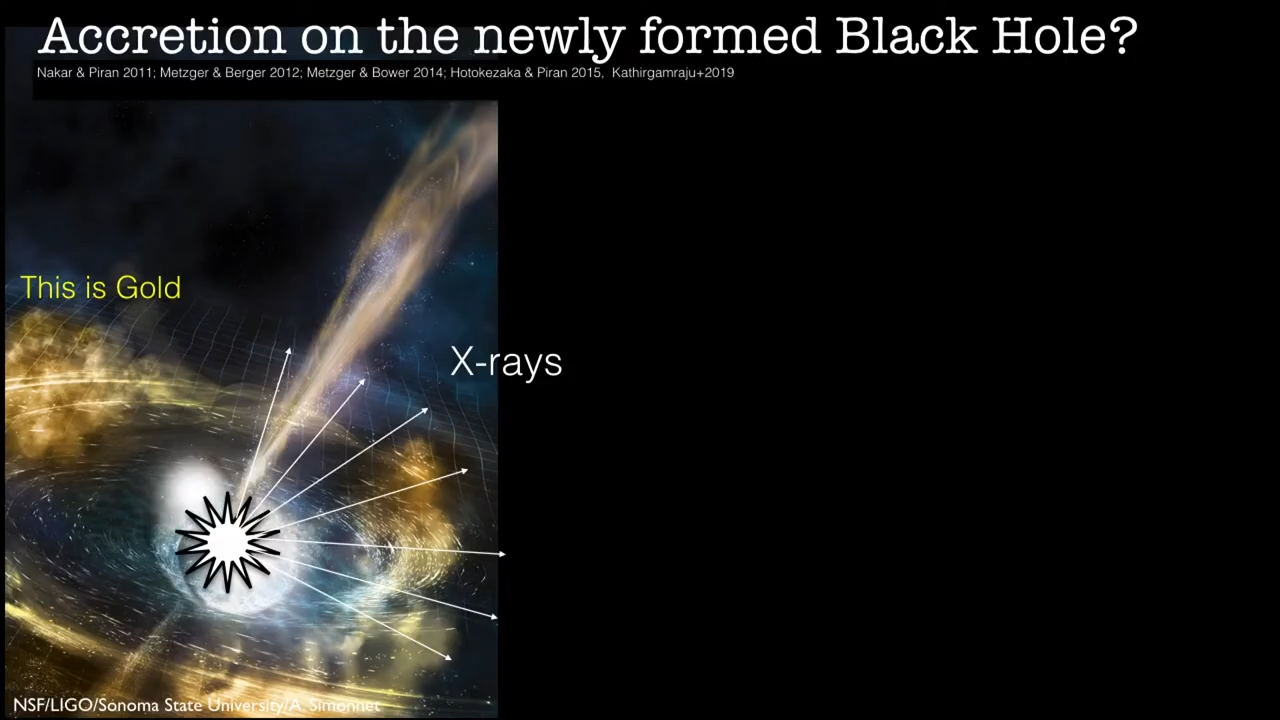 Accretion on the newly formed Black Hole?
Nakar & Piran 2011; Metzger & Berger 2012; Metzger & Bower 2014; Hotokezaka & Piran 2015, Kathirgamraju+2019
This is Gold
X-rays
NSF/LIGO/Sonoma State University/A. Simonnet